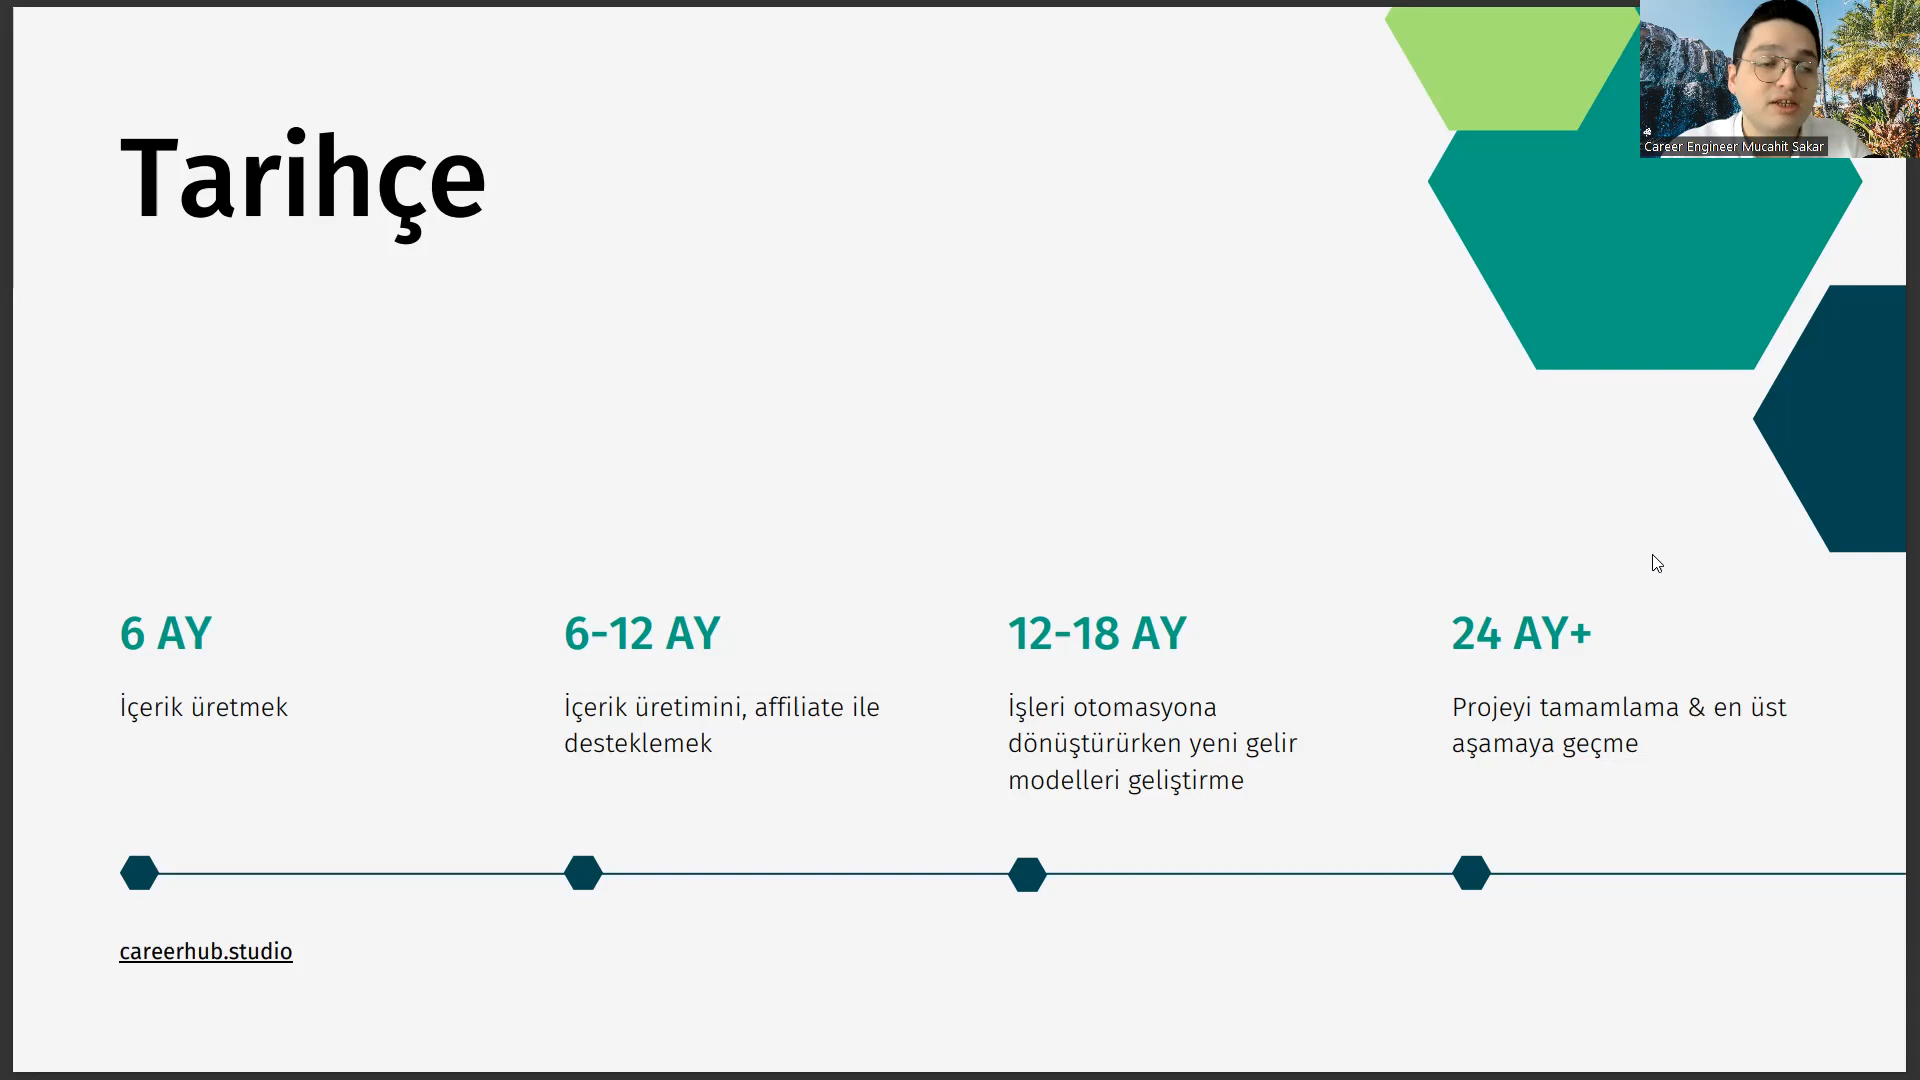 Career Engineer Mucahit Sakar
Tarihçe
6 AY
İçerik üretmek
6-12 AY
İçerik üretimini, affiliate ile
desteklemek
12-18 AY
İşleri otomasyona
dönüştürürken yeni gelir
modelleri geliştirme
24 AY+
Projeyi tamamlama & en üst
aşamaya geçme
careerhub.studio